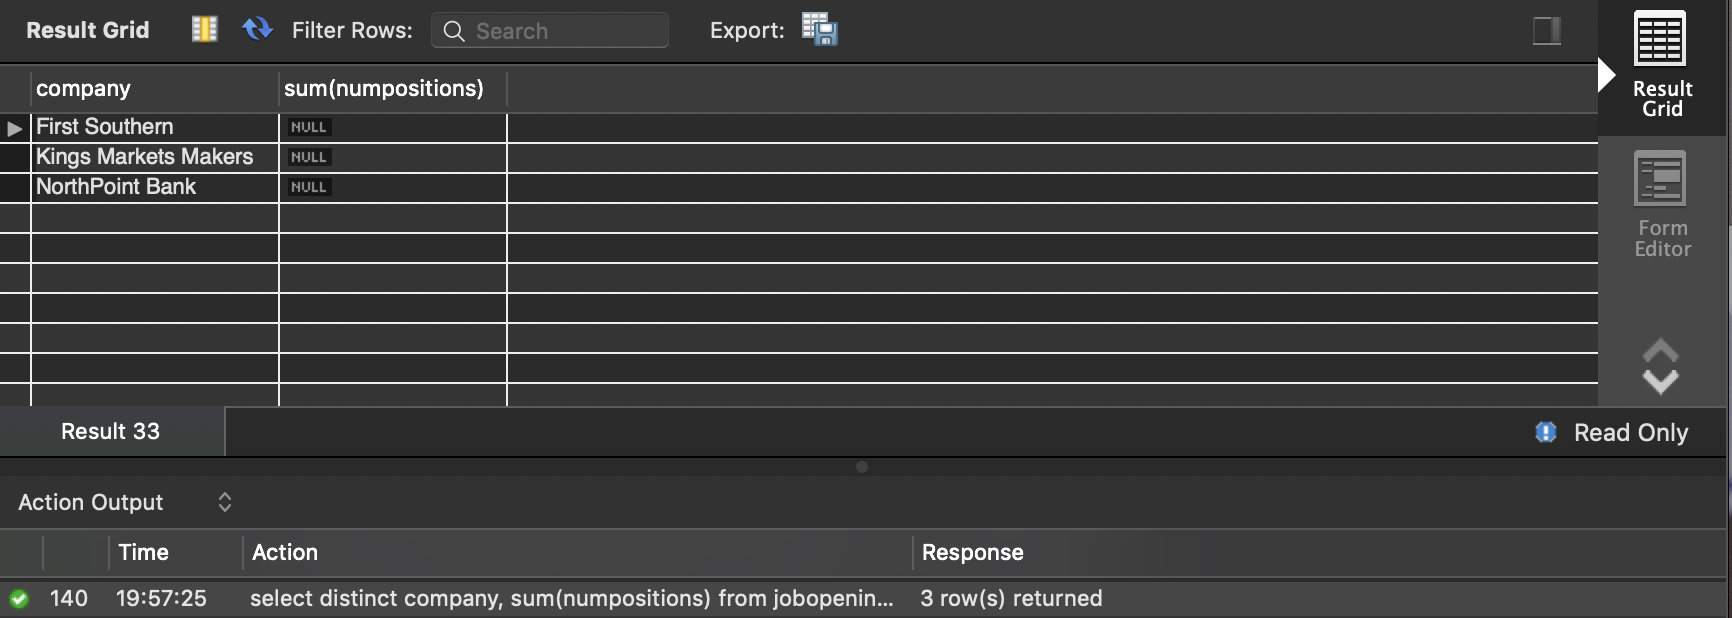 Result Grid Filter Rows: Search Export:
company sum(numpositions)
First Southern NULL
Kings Markets Makers NULL
NorthPoint Bank NULL
Result
Grid
Form
Editor
Result 33 Read Only
Action Output
Time Action Response
140 19:57:25 select distinct company, sum(numpositions) from jobopenin... 3 row(s) returned